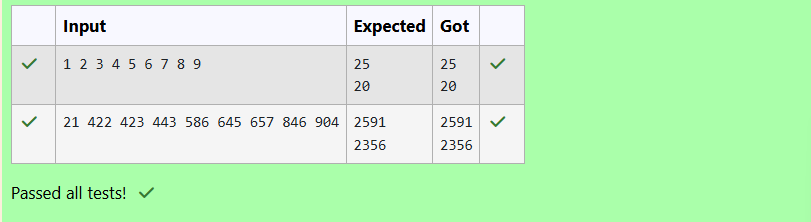 Input Expected Got
1 2 3 4 5 6 7 8 9 25 25
20 20
21 422 423 443 586 645 657 846 904 2591 2591
2356 2356
Passed all tests!